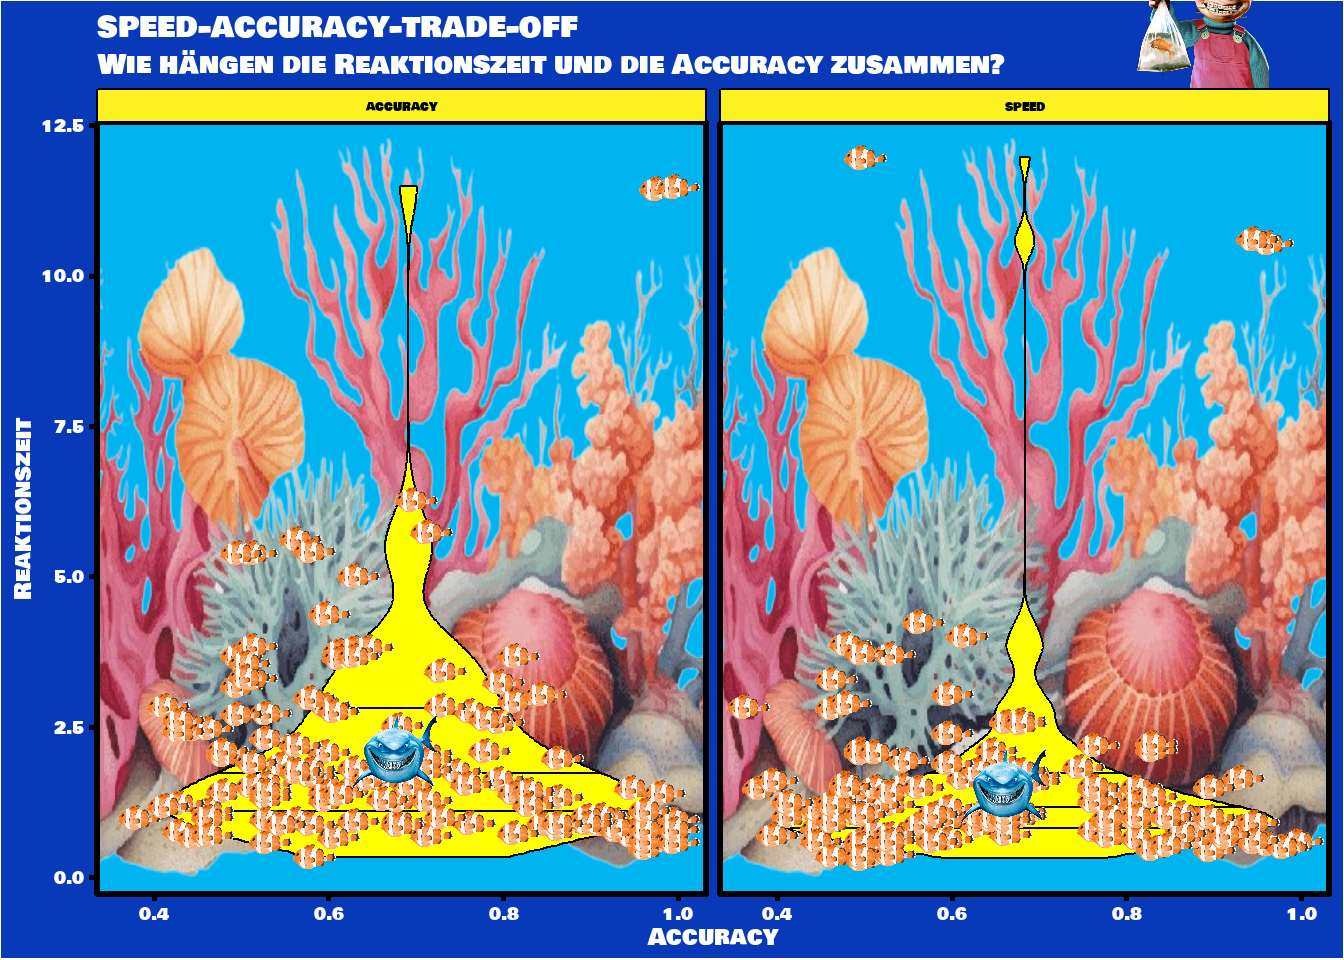 SPEED-ACCURACY-TRADE-OFF
WIE HÄNGEN DIE REAKTIONSZEIT UND DIE ACCURACY ZUSAMMEN?
ACCURACY
SPEED
12.5
10.0
7.5
5.0
2.5
0.0
REAKTIONSZEIT
0.4 0.6 0.8 1.0
0.4 0.6 0.8 1.0
ACCURACY